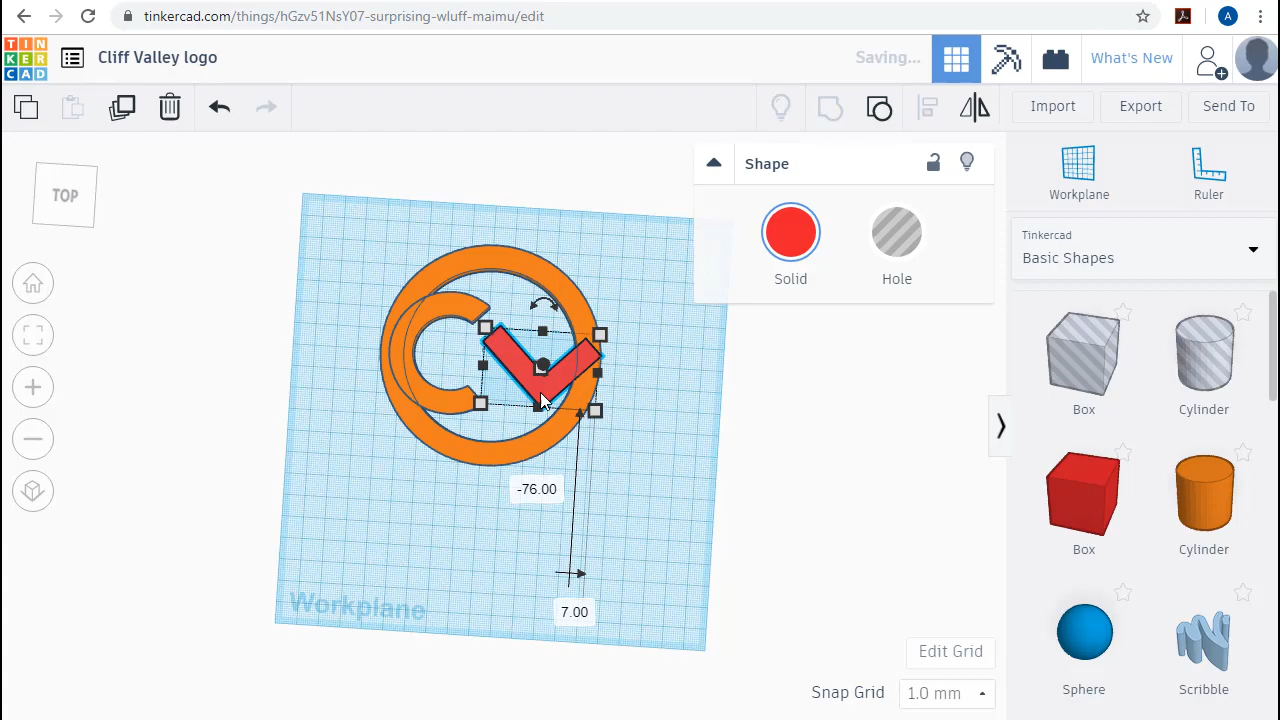 tinkercad.com/things/hGzv51NsY07-surprising-wluff-maimu/edit
A
TIN
KER
CAD
Cliff Valley logo
Saving...
What's New
Import
Export
Send To
TOP
Shape
Solid
Hole
Workplane
Ruler
Tinkercad
Basic Shapes
Box
Cylinder
Box
Cylinder
Sphere
Scribble
-76.00
7.00
Workplane
Edit Grid
Snap Grid
1.0 mm